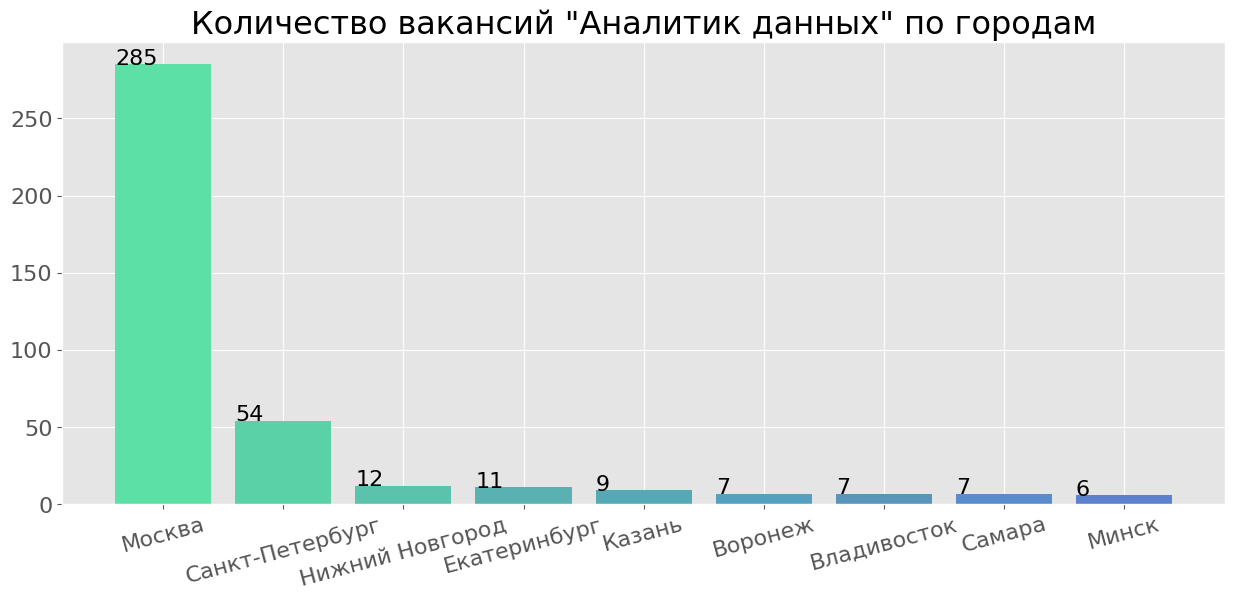 Количество вакансий "Аналитик данных" по городам
285
250
200
150
100
54
50
12
11
9
7
7
7
6
0
Москва
Санкт-Петербург
Нижний Новгород
Екатеринбург
Казань
Воронеж
Владивосток
Самара
Минск